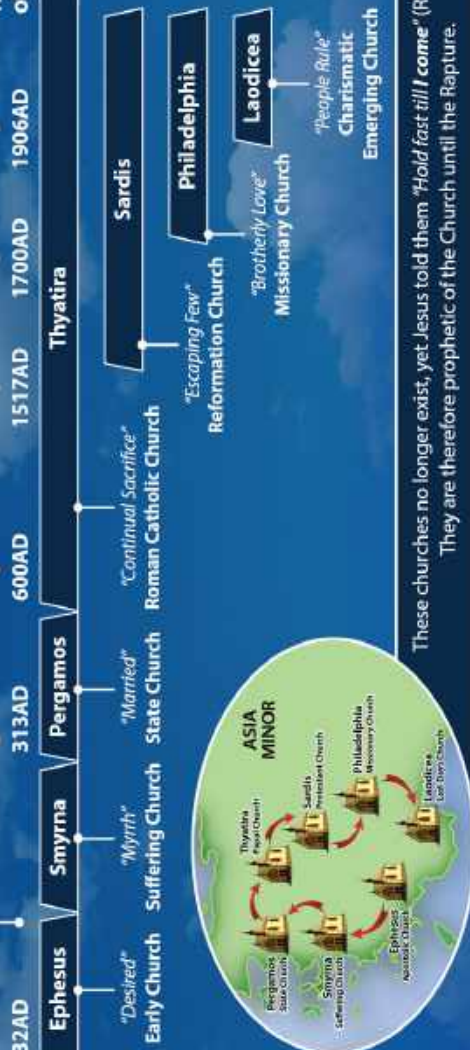 313AD 600AD 1517AD 1700AD 1906AD
Ephesus Smyrna Pergamos Thyatira
"Desired"
Early Church
"Myrrh"
Suffering Church
"Married"
State Church
"Continual Sacrifice"
Roman Catholic Church
Sardis
"Escaping Few"
Reformation Church
Philadelphia
"Brotherly Love"
Missionary Church
Laodicea
"People Rule"
Charismatic
Emerging Church
ASIA
MINOR
Pergamos
State Church
Thyatira
Papal Church
Sardis
Protestant Church
Smyrna
Suffering Church
Philadelphia
Missionary Church
Ephesus
Apostolic Church
Laodicea
Last Days Church
These churches no longer exist, yet Jesus told them "Hold fast till I come"
They are therefore prophetic of the Church until the Rapture.